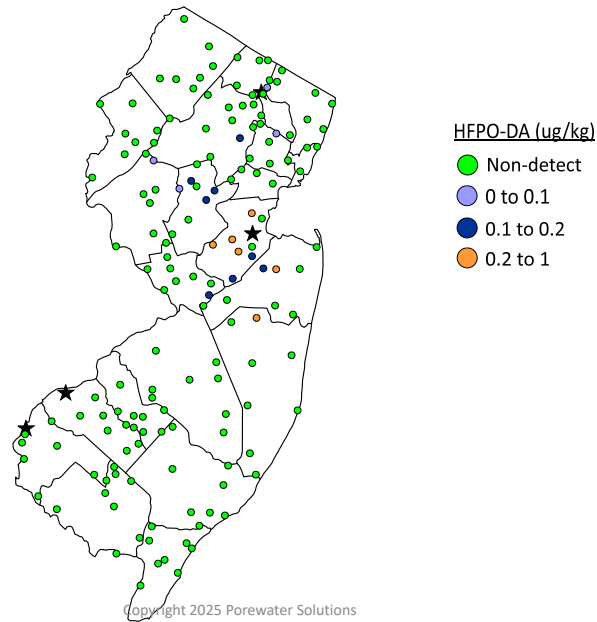 HFPO-DA (ug/kg)
Non-detect
0 to 0.1
0.1 to 0.2
0.2 to 1
Copyright 2025 Porewater Solutions